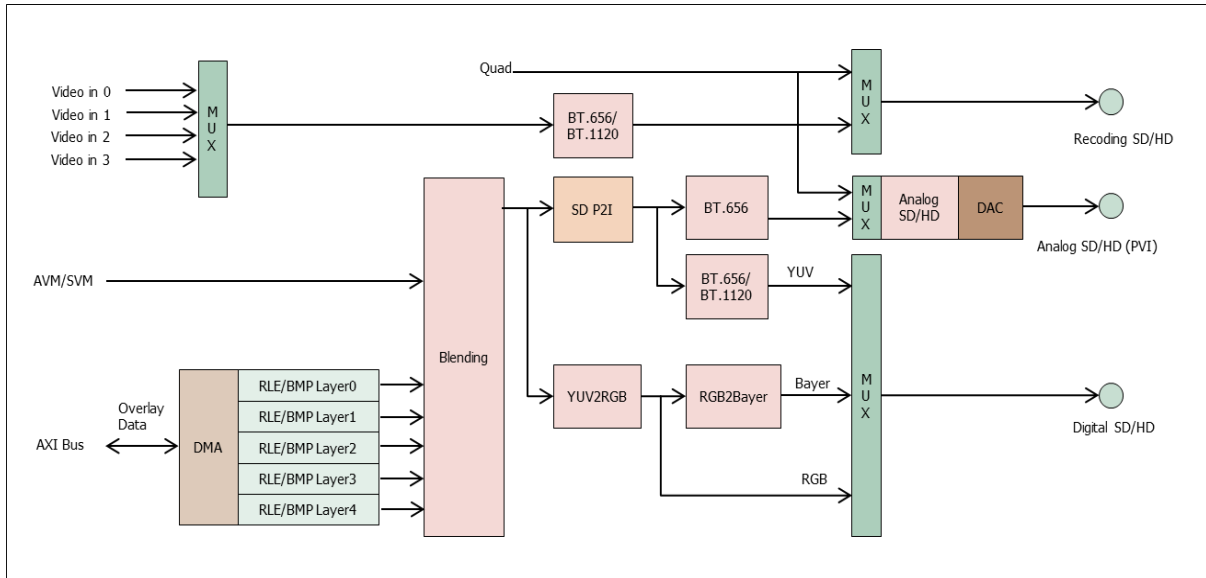 Quad
Video in 0
Video in 1
Video in 2
Video in 3
M
U
X
BT.656/
BT.1120
M
U
X
Recoding SD/HD
SD P2I
BT.656
M
U
X
Analog
SD/HD
DAC
Analog SD/HD (PVI)
AVM/SVM
BT.656/
BT.1120
YUV
Blending
M
U
X
Overlay
Data
AXI Bus
DMA
RLE/BMP Layer0
RLE/BMP Layer1
RLE/BMP Layer2
RLE/BMP Layer3
RLE/BMP Layer4
YUV2RGB
RGB2Bayer
Bayer
RGB
Digital SD/HD